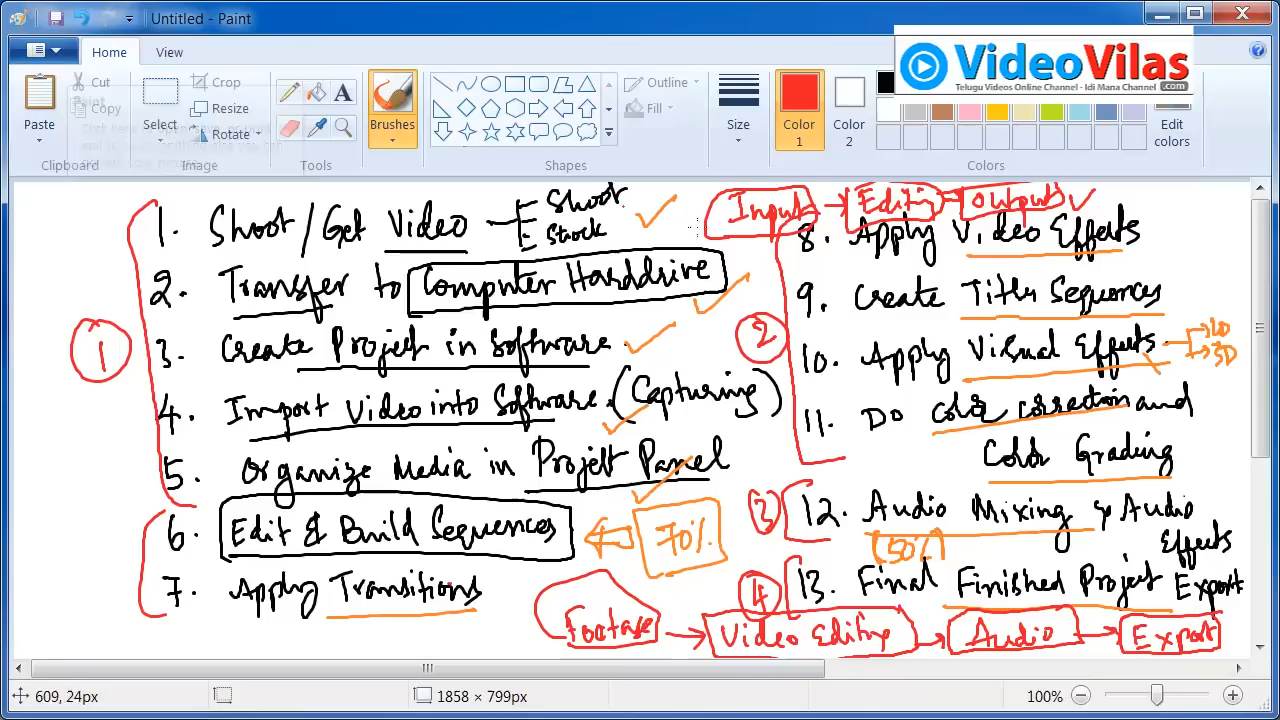 Untitled - Paint
Home View
VideoVilas
Telugu Videos Online Channel - Idi Mana Channel .com
Paste
Cut
Copy
Clipboard
Select
Crop
Resize
Rotate
Image
Tools
Brushes
Shapes
Outline
Fill
Size
Color 1
Color 2
Colors
Edit colors
Input → Editing → output
1. Shoot / Get Video
Shoot
Stock
2. Transfer to Computer Harddrive
3. Create Project in Software
4. Import Video into Software. (Capturing)
5. Organize Media in Project Panel
1
6. Edit & Build Sequences
70%
7. Apply Transitions
8. Apply Video Effects
9. Create Titles Sequences
10. Apply Visual Effects
2D
3D
11. Do Color correction and
Color Grading
2
3
12. Audio Mixing & Audio
Effects
(50%)
4
13. Final Finished Project Export
Footage → Video Editing → Audio → Export
609, 24px
1858 × 799px
100%